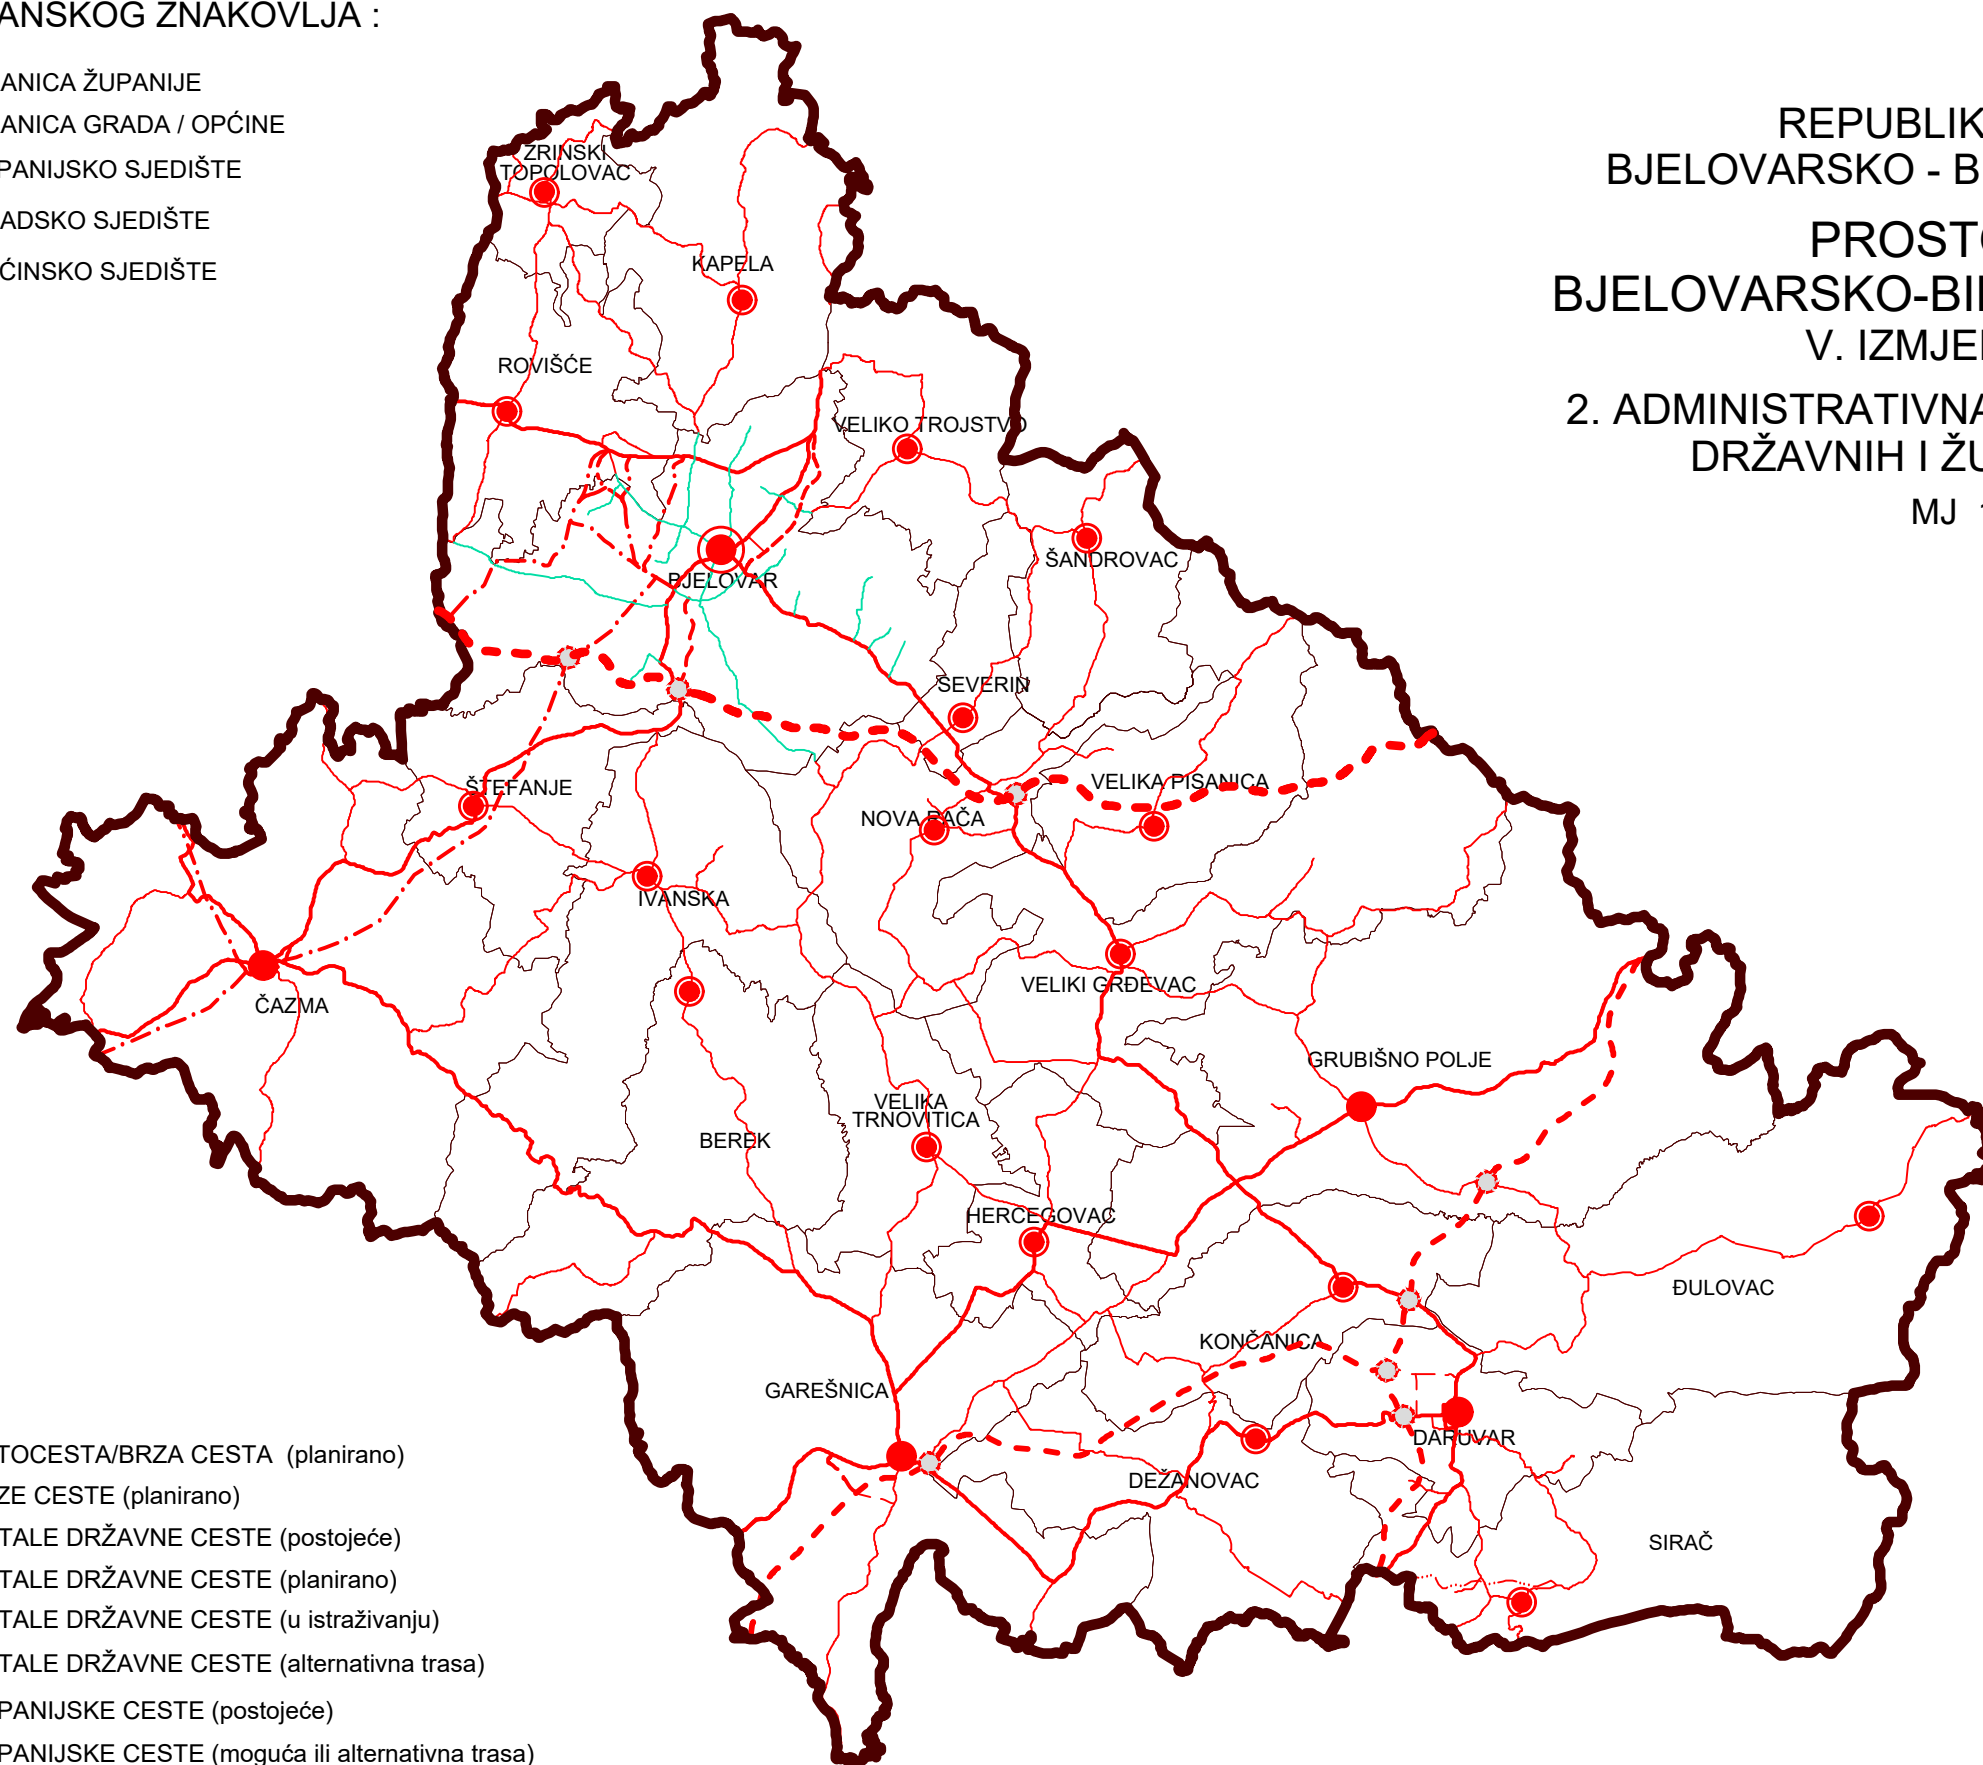 ANSKOG ZNAKOVLJA :
ANICA ŽUPANIJE
ANICA GRADA / OPĆINE
PANIJSKO SJEDIŠTE
ADSKO SJEDIŠTE
ĆINSKO SJEDIŠTE
REPUBLIK
BJELOVARSKO - B
PROSTO
BJELOVARSKO-BII
V. IZMJE
2. ADMINISTRATIVNA
DRŽAVNIH I ŽU
MJ
ZRINSKI
TOPOLOVAC
KAPELA
ROVIŠĆE
VELIKO TROJSTVO
ŠANDROVAC
BJELOVAR
SEVERIN
ŠTEFANJE
VELIKA PISANICA
NOVA RAČA
IVANSKA
VELIKI GRĐEVAC
ČAZMA
GRUBIŠNO POLJE
VELIKA
TRNOVITICA
BEREK
HERCEGOVAC
ĐULOVAC
KONČANICA
GAREŠNICA
DARUVAR
DEŽANOVAC
SIRAČ
TOCESTA/BRZA CESTA (planirano)
ZE CESTE (planirano)
TALE DRŽAVNE CESTE (postojeće)
TALE DRŽAVNE CESTE (planirano)
TALE DRŽAVNE CESTE (u istraživanju)
TALE DRŽAVNE CESTE (alternativna trasa)
PANIJSKE CESTE (postojeće)
PANIJSKE CESTE (moguća ili alternativna trasa)